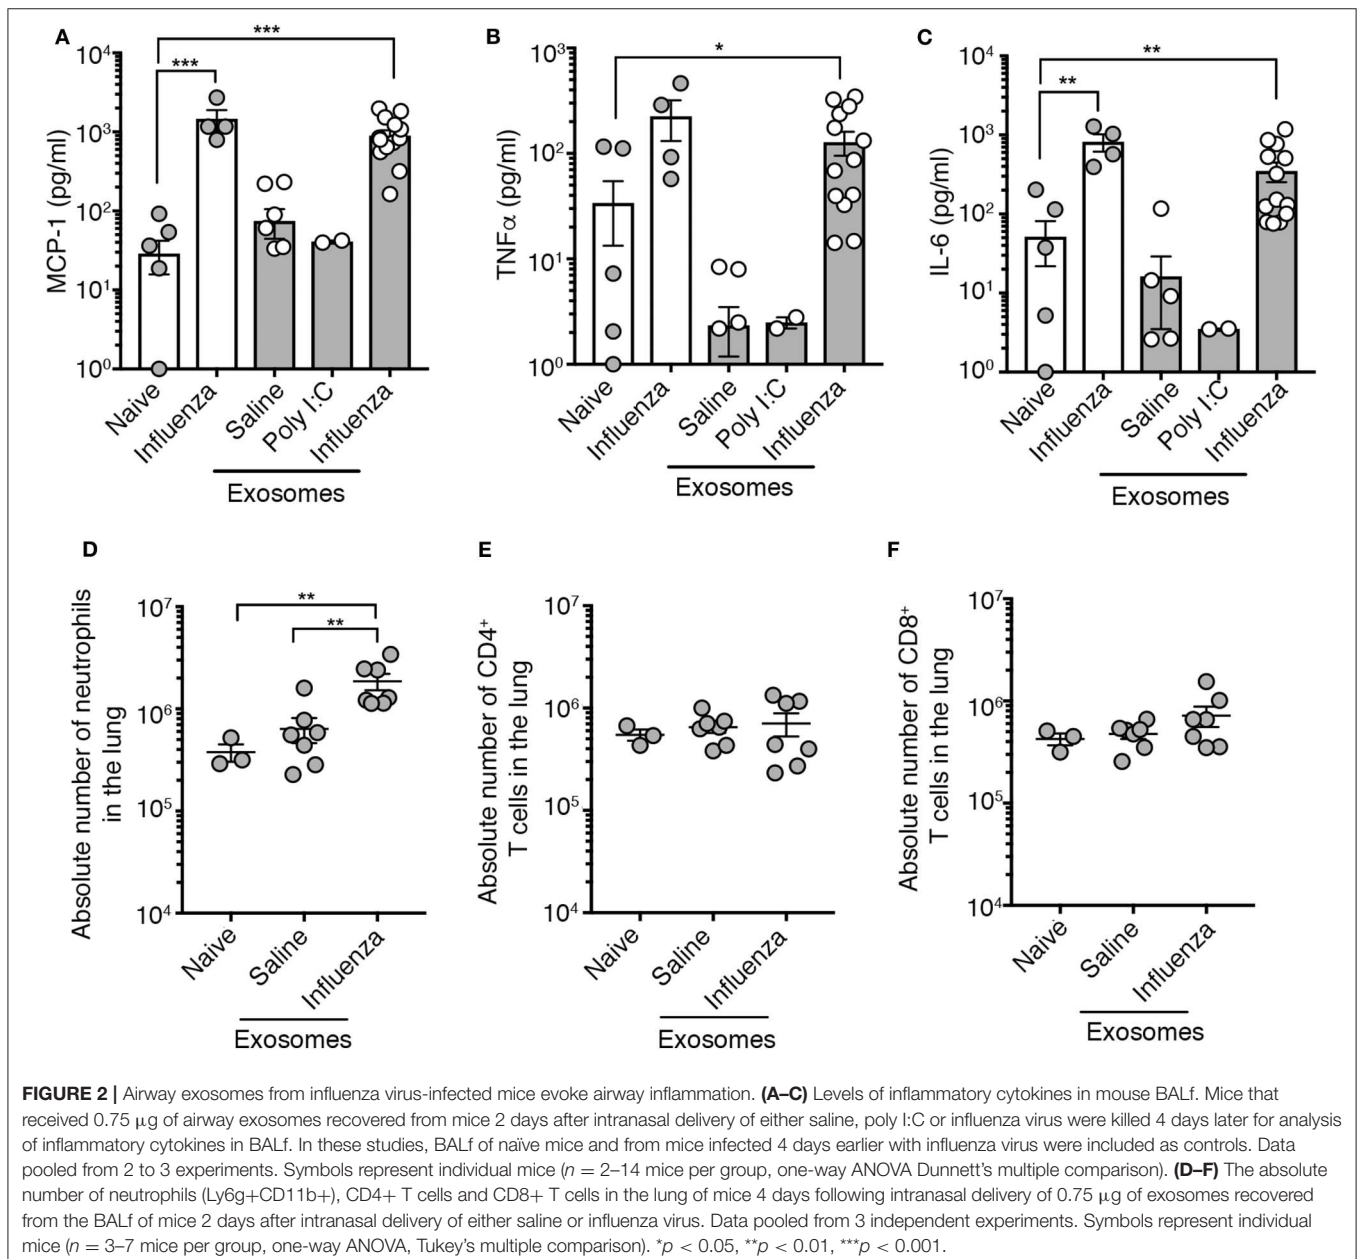 A
MCP-1 (pg/ml)
10⁴
10³
10²
10¹
10⁰
***
***
Naive
Influenza
Saline
Poly I:C
Influenza
Exosomes
B
TNFα (pg/ml)
10³
10²
10¹
10⁰
*
Naive
Influenza
Saline
Poly I:C
Influenza
Exosomes
C
IL-6 (pg/ml)
10⁴
10³
10²
10¹
10⁰
**
**
Naive
Influenza
Saline
Poly I:C
Influenza
Exosomes
D
Absolute number of neutrophils
in the lung
10⁷
10⁶
10⁵
10⁴
**
**
Naive
Saline
Influenza
Exosomes
E
Absolute number of CD4⁺
T cells in the lung
10⁷
10⁶
10⁵
10⁴
Naive
Saline
Influenza
Exosomes
F
Absolute number of CD8⁺
T cells in the lung
10⁷
10⁶
10⁵
10⁴
Naive
Saline
Influenza
Exosomes
FIGURE 2 | Airway exosomes from influenza virus-infected mice evoke airway inflammation. (A–C) Levels of inflammatory cytokines in mouse BALf. Mice that
received 0.75 μg of airway exosomes recovered from mice 2 days after intranasal delivery of either saline, poly I:C or influenza virus were killed 4 days later for analysis
of inflammatory cytokines in BALf. In these studies, BALf of naïve mice and from mice infected 4 days earlier with influenza virus were included as controls. Data
pooled from 2 to 3 experiments. Symbols represent individual mice (n = 2–14 mice per group, one-way ANOVA Dunnett's multiple comparison). (D–F) The absolute
number of neutrophils (Ly6g+CD11b+), CD4+ T cells and CD8+ T cells in the lung of mice 4 days following intranasal delivery of 0.75 μg of exosomes recovered
from the BALf of mice 2 days after intranasal delivery of either saline or influenza virus. Data pooled from 3 independent experiments. Symbols represent individual
mice (n = 3–7 mice per group, one-way ANOVA, Tukey's multiple comparison). *p < 0.05, **p < 0.01, ***p < 0.001.